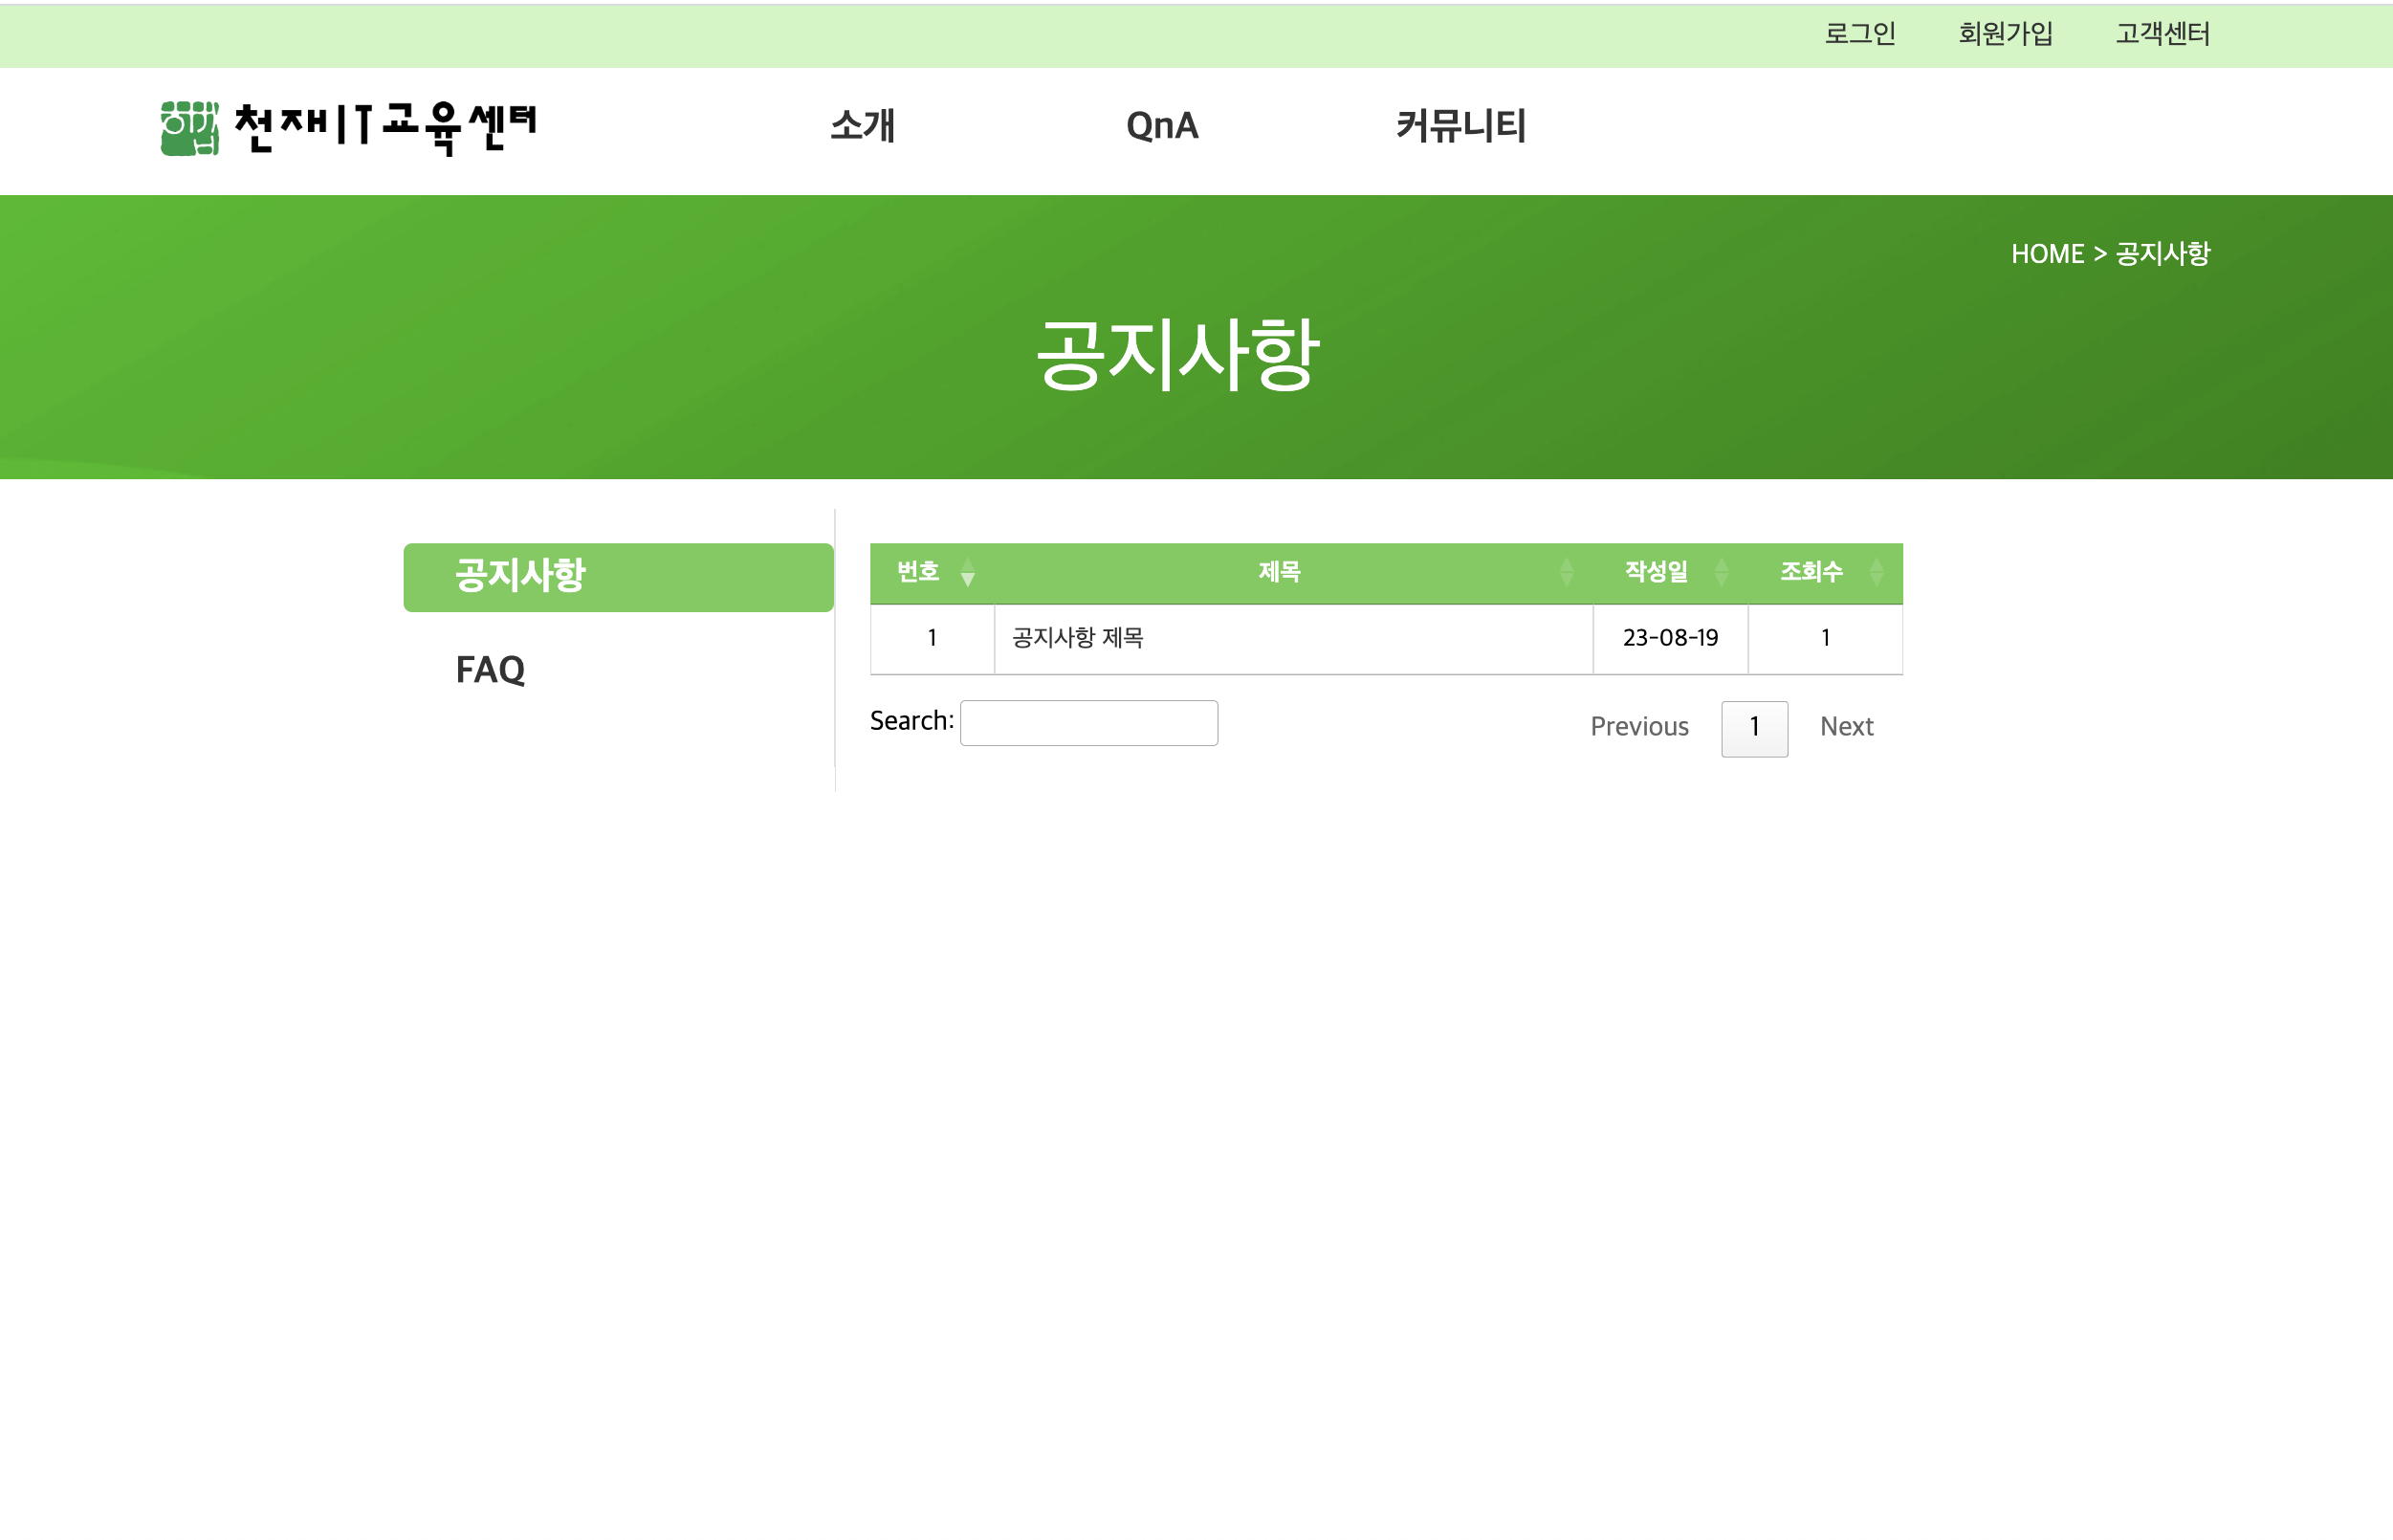 로그인 회원가입 고객센터
천재IT교육센터 소개 QnA 커뮤니티
HOME > 공지사항
공지사항
공지사항
FAQ
번호 제목 작성일 조회수
1 공지사항 제목 23-08-19 1
Search: Previous 1 Next